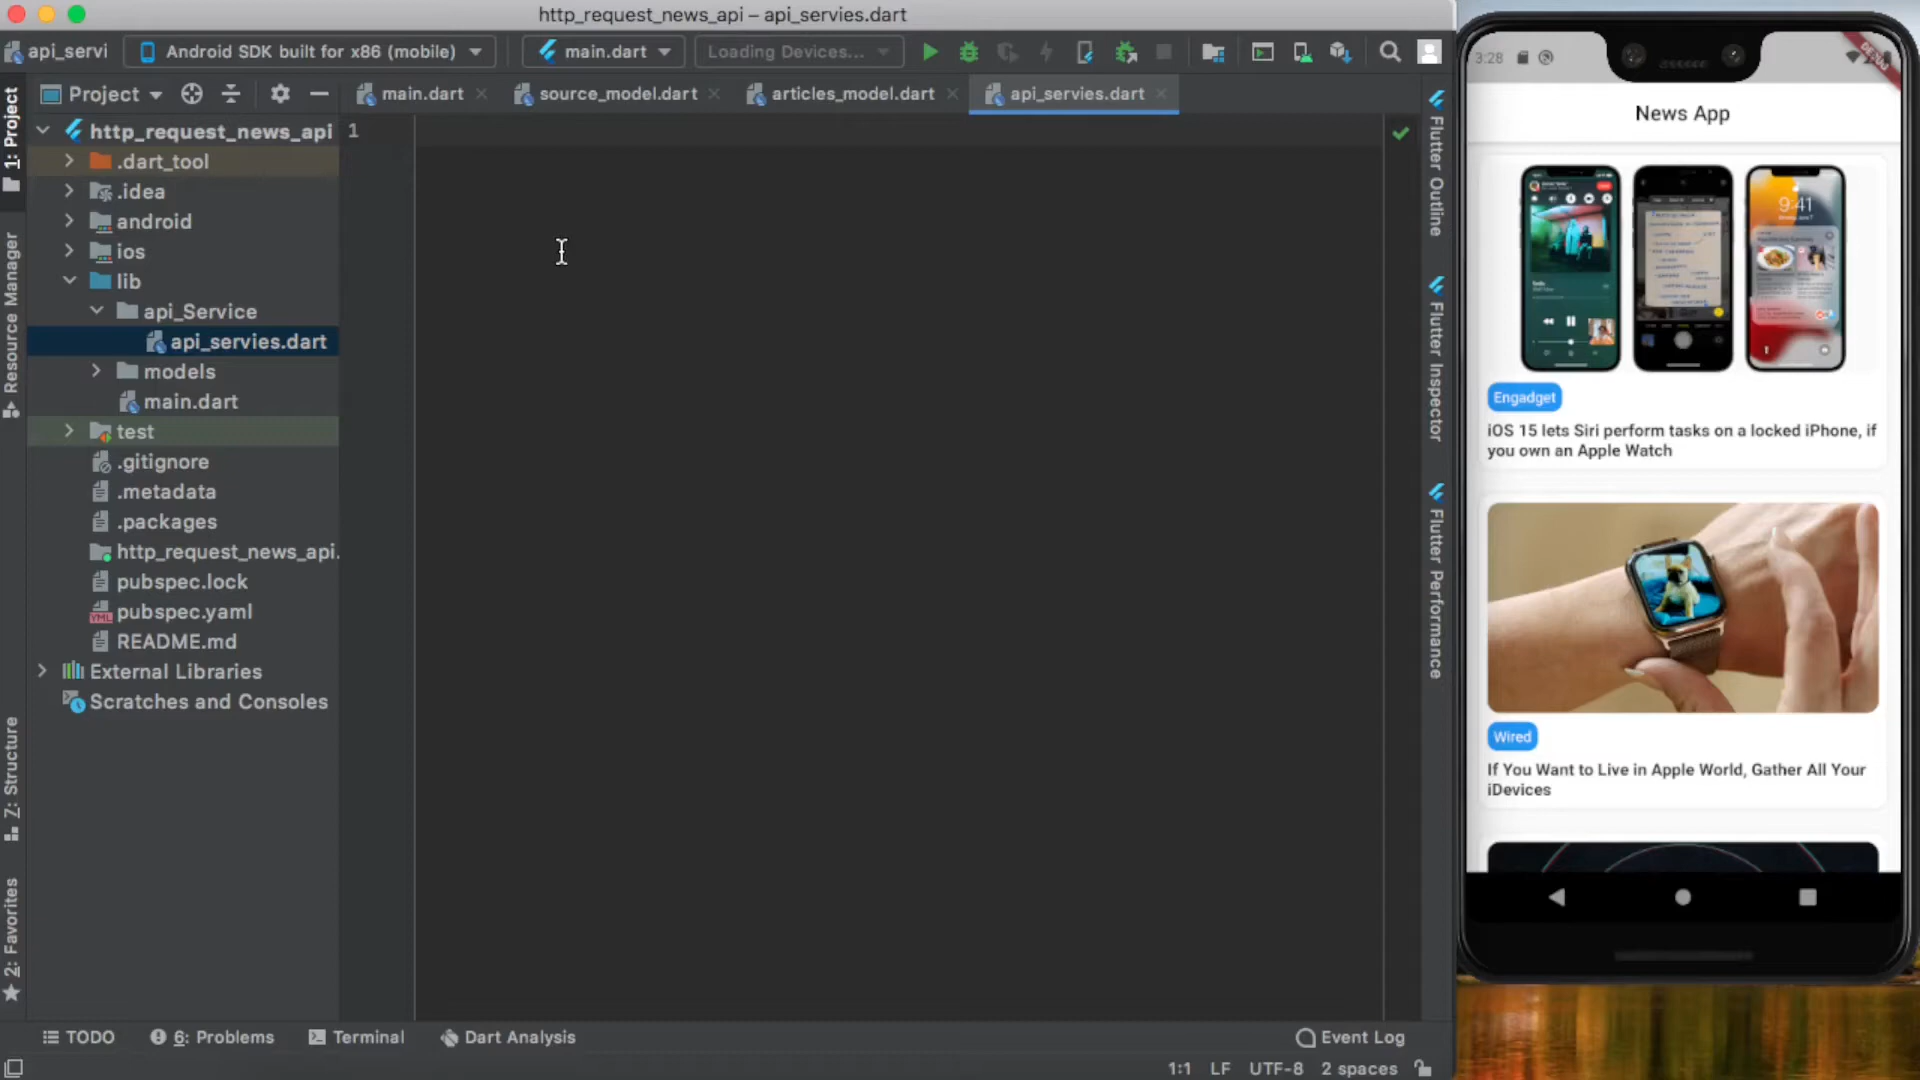 http_request_news_api – api_servies.dart
api_servi
Android SDK built for x86 (mobile)
main.dart
Loading Devices...
1: Project
Resource Manager
Z: Structure
2: Favorites
Project
main.dart
source_model.dart
articles_model.dart
api_servies.dart
http_request_news_api
.dart_tool
.idea
android
ios
lib
api_Service
api_servies.dart
models
main.dart
test
.gitignore
.metadata
.packages
http_request_news_api.
pubspec.lock
pubspec.yaml
README.md
External Libraries
Scratches and Consoles
1
Flutter Outline
Flutter Inspector
Flutter Performance
TODO
6: Problems
Terminal
Dart Analysis
Event Log
1:1
LF
UTF-8
2 spaces
3:28
DEBUG
News App
9:41
Engadget
iOS 15 lets Siri perform tasks on a locked iPhone, if
you own an Apple Watch
Wired
If You Want to Live in Apple World, Gather All Your
iDevices